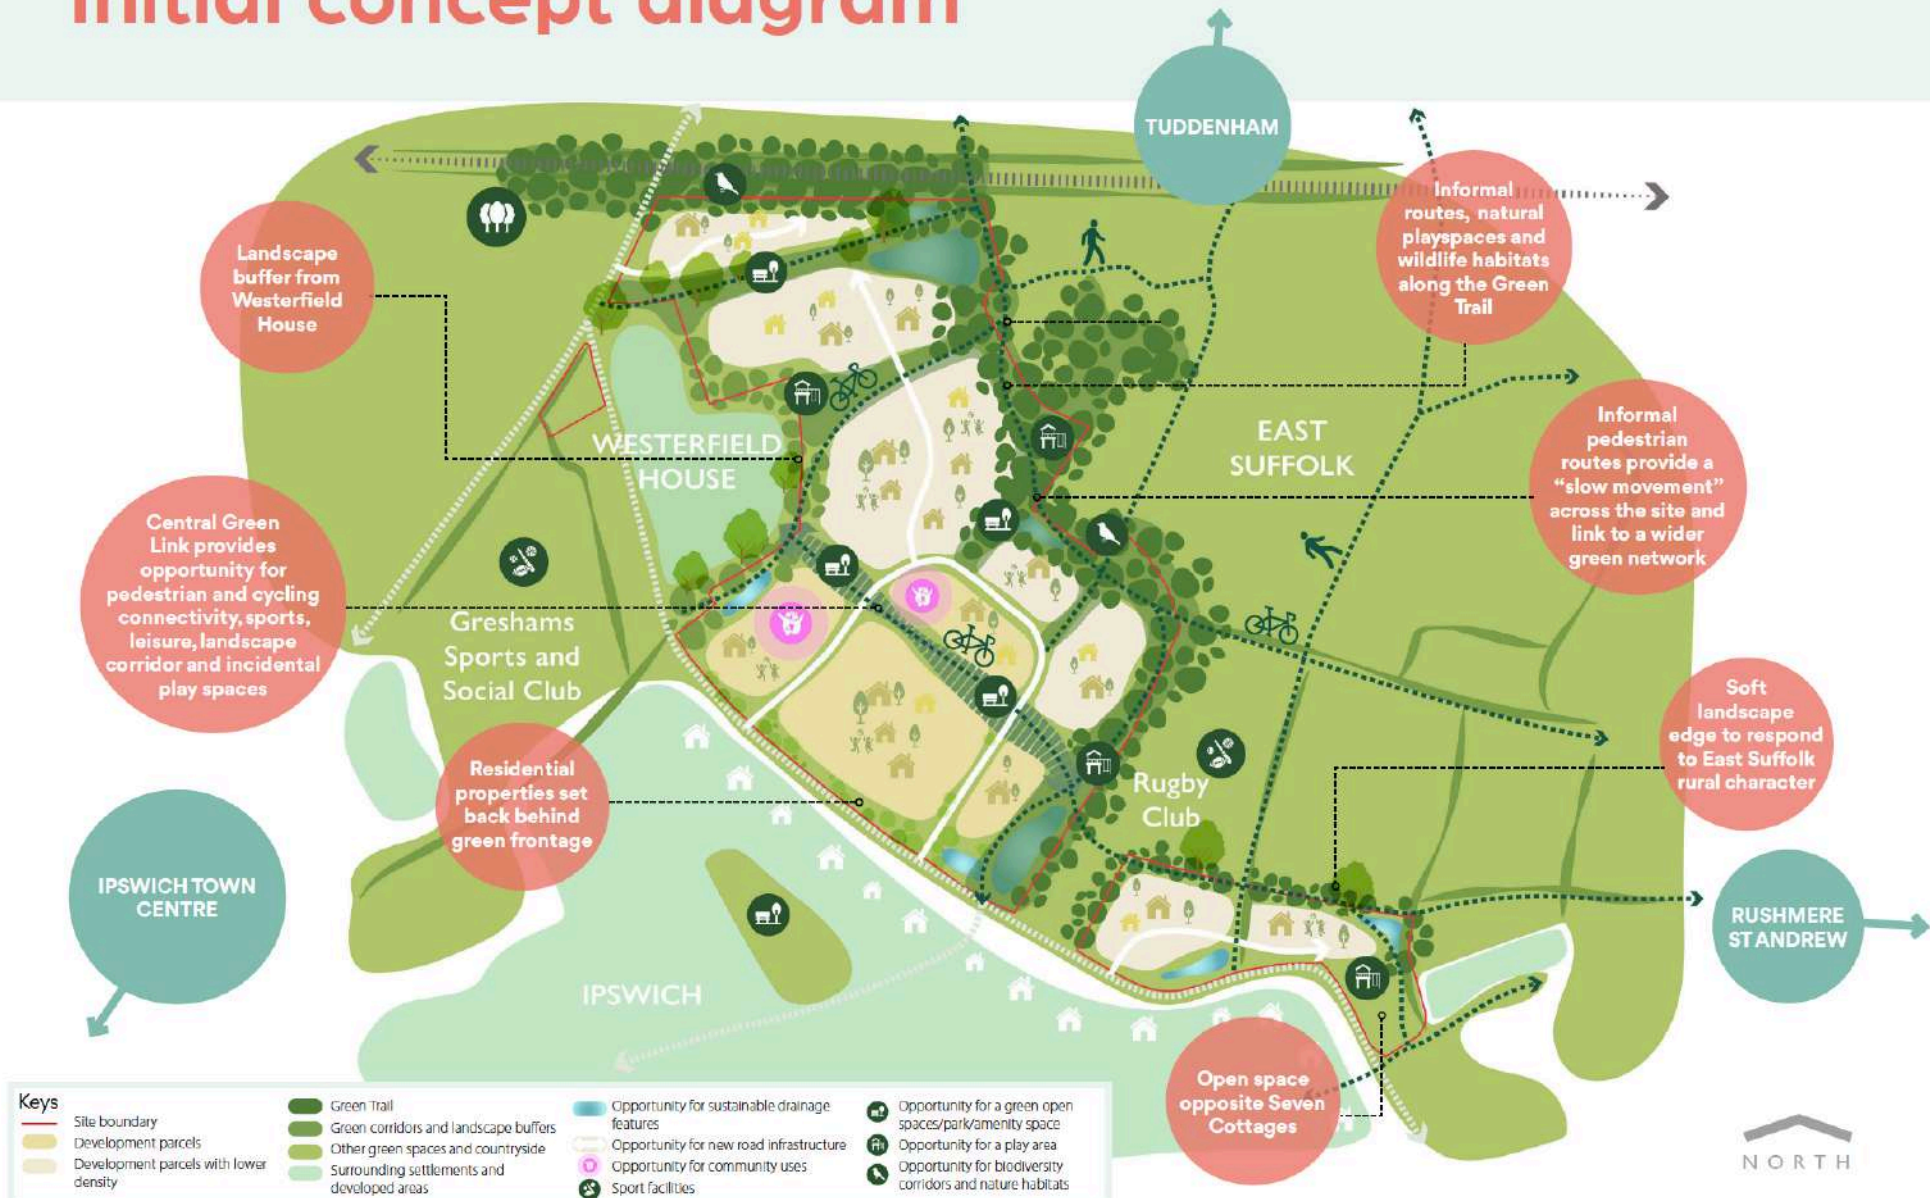 Initial concept diagram
TUDDENHAM
Informal
routes, natural
playspaces and
wildlife habitats
along the Green
Trail
Landscape
buffer from
Westerfield
House
WESTERFIELD
HOUSE
EAST
SUFFOLK
Informal
pedestrian
routes provide a
“slow movement”
across the site and
link to a wider
green network
Central Green
Link provides
opportunity for
pedestrian and cycling
connectivity, sports,
leisure, landscape
corridor and incidental
play spaces
Greshams
Sports and
Social Club
Soft
landscape
edge to respond
to East Suffolk
rural character
Residential
properties set
back behind
green frontage
Rugby
Club
IPSWICH TOWN
CENTRE
RUSHMERE
ST ANDREW
IPSWICH
Open space
opposite Seven
Cottages
NORTH
Keys
Site boundary
Development parcels
Development parcels with lower
density
Green Trail
Green corridors and landscape buffers
Other green spaces and countryside
Surrounding settlements and
developed areas
Opportunity for sustainable drainage
features
Opportunity for new road infrastructure
Opportunity for community uses
Sport facilities
Opportunity for a green open
spaces/park/amenity space
Opportunity for a play area
Opportunity for biodiversity
corridors and nature habitats